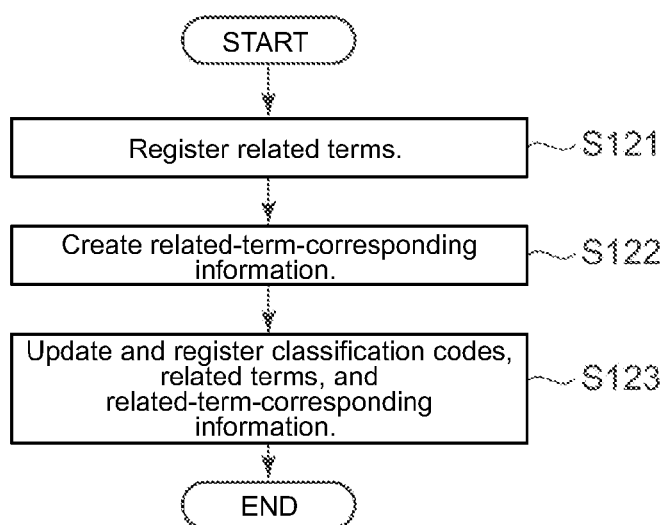 START
Register related terms.
S121
Create related-term-corresponding
information.
S122
Update and register classification codes,
related terms, and
related-term-corresponding
information.
S123
END